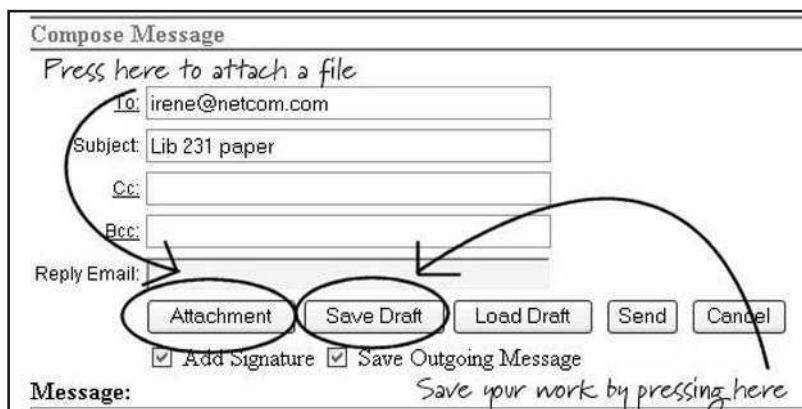 Compose Message
Press here to attach a file
To: irene@netcom.com
Subject: Lib 231 paper
Cc:
Bcc:
Reply Email:
Attachment Save Draft Load Draft Send Cancel
Add Signature Save Outgoing Message
Message: Save your work by pressing here